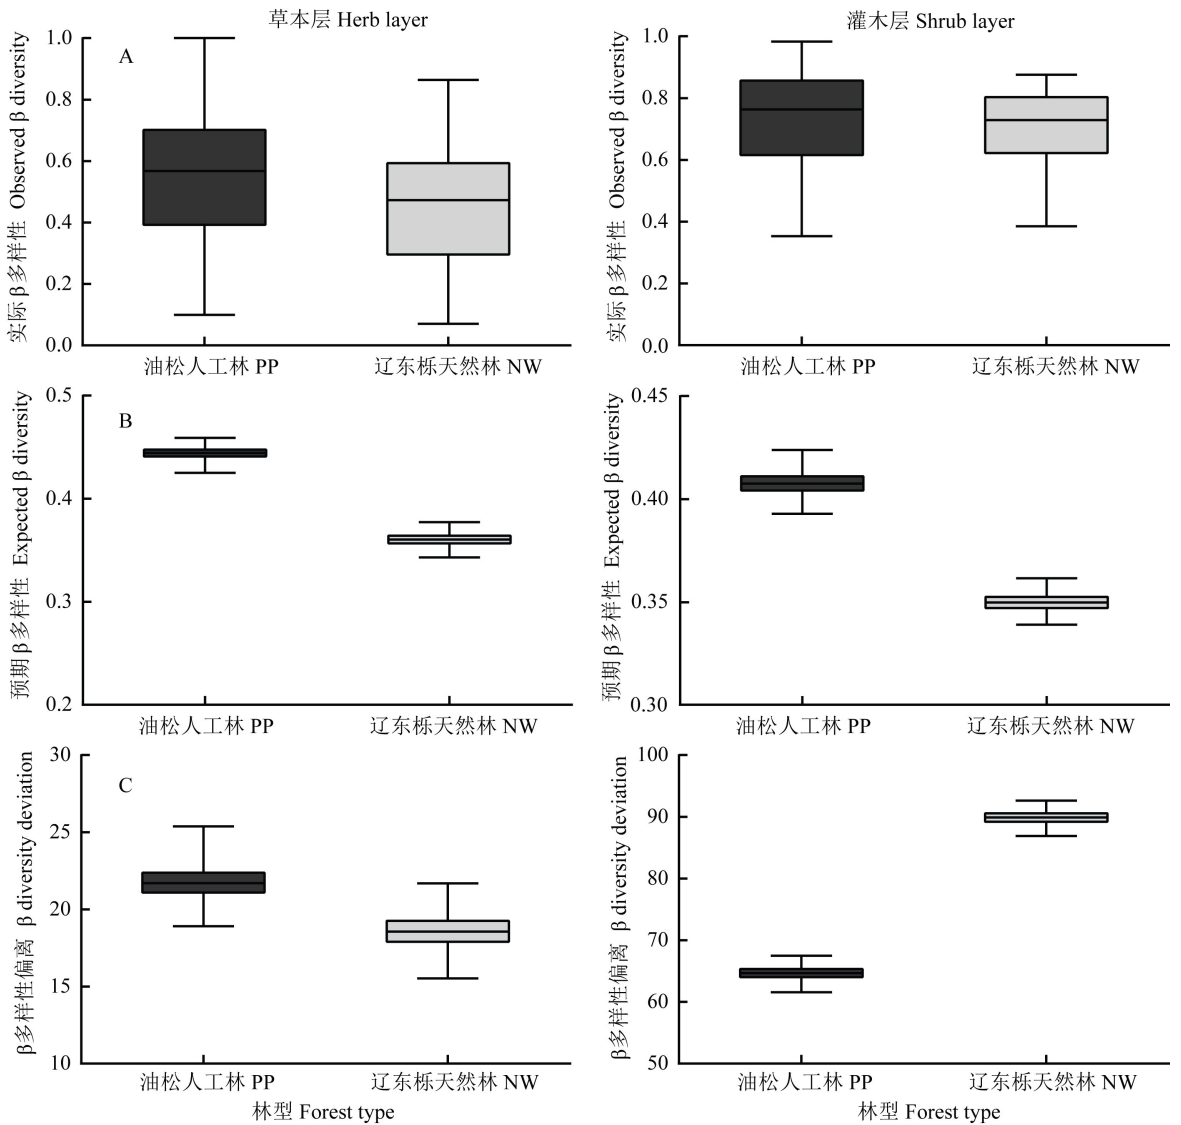 草本层 Herb layer
A
实际 β 多样性 Observed β diversity
1.0
0.8
0.6
0.4
0.2
0.0
油松人工林 PP
辽东栎天然林 NW
灌木层 Shrub layer
实际 β 多样性 Observed β diversity
1.0
0.8
0.6
0.4
0.2
0.0
油松人工林 PP
辽东栎天然林 NW
B
预期 β 多样性 Expected β diversity
0.5
0.4
0.3
0.2
油松人工林 PP
辽东栎天然林 NW
预期 β 多样性 Expected β diversity
0.45
0.40
0.35
0.30
油松人工林 PP
辽东栎天然林 NW
C
β多样性偏离 β diversity deviation
30
25
20
15
10
油松人工林 PP
辽东栎天然林 NW
林型 Forest type
β多样性偏离 β diversity deviation
100
90
80
70
60
50
油松人工林 PP
辽东栎天然林 NW
林型 Forest type